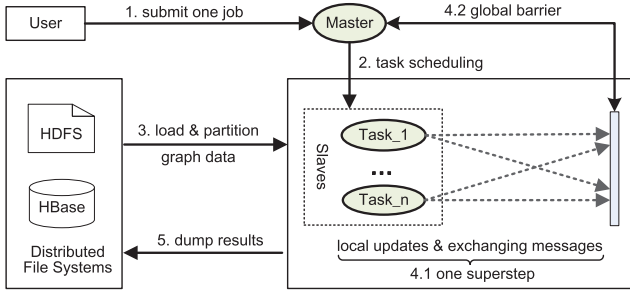 User
1. submit one job
Master
4.2 global barrier
2. task scheduling
HDFS
HBase
Distributed
File Systems
3. load & partition
graph data
5. dump results
Slaves
Task_1
...
Task_n
local updates & exchanging messages
4.1 one superstep